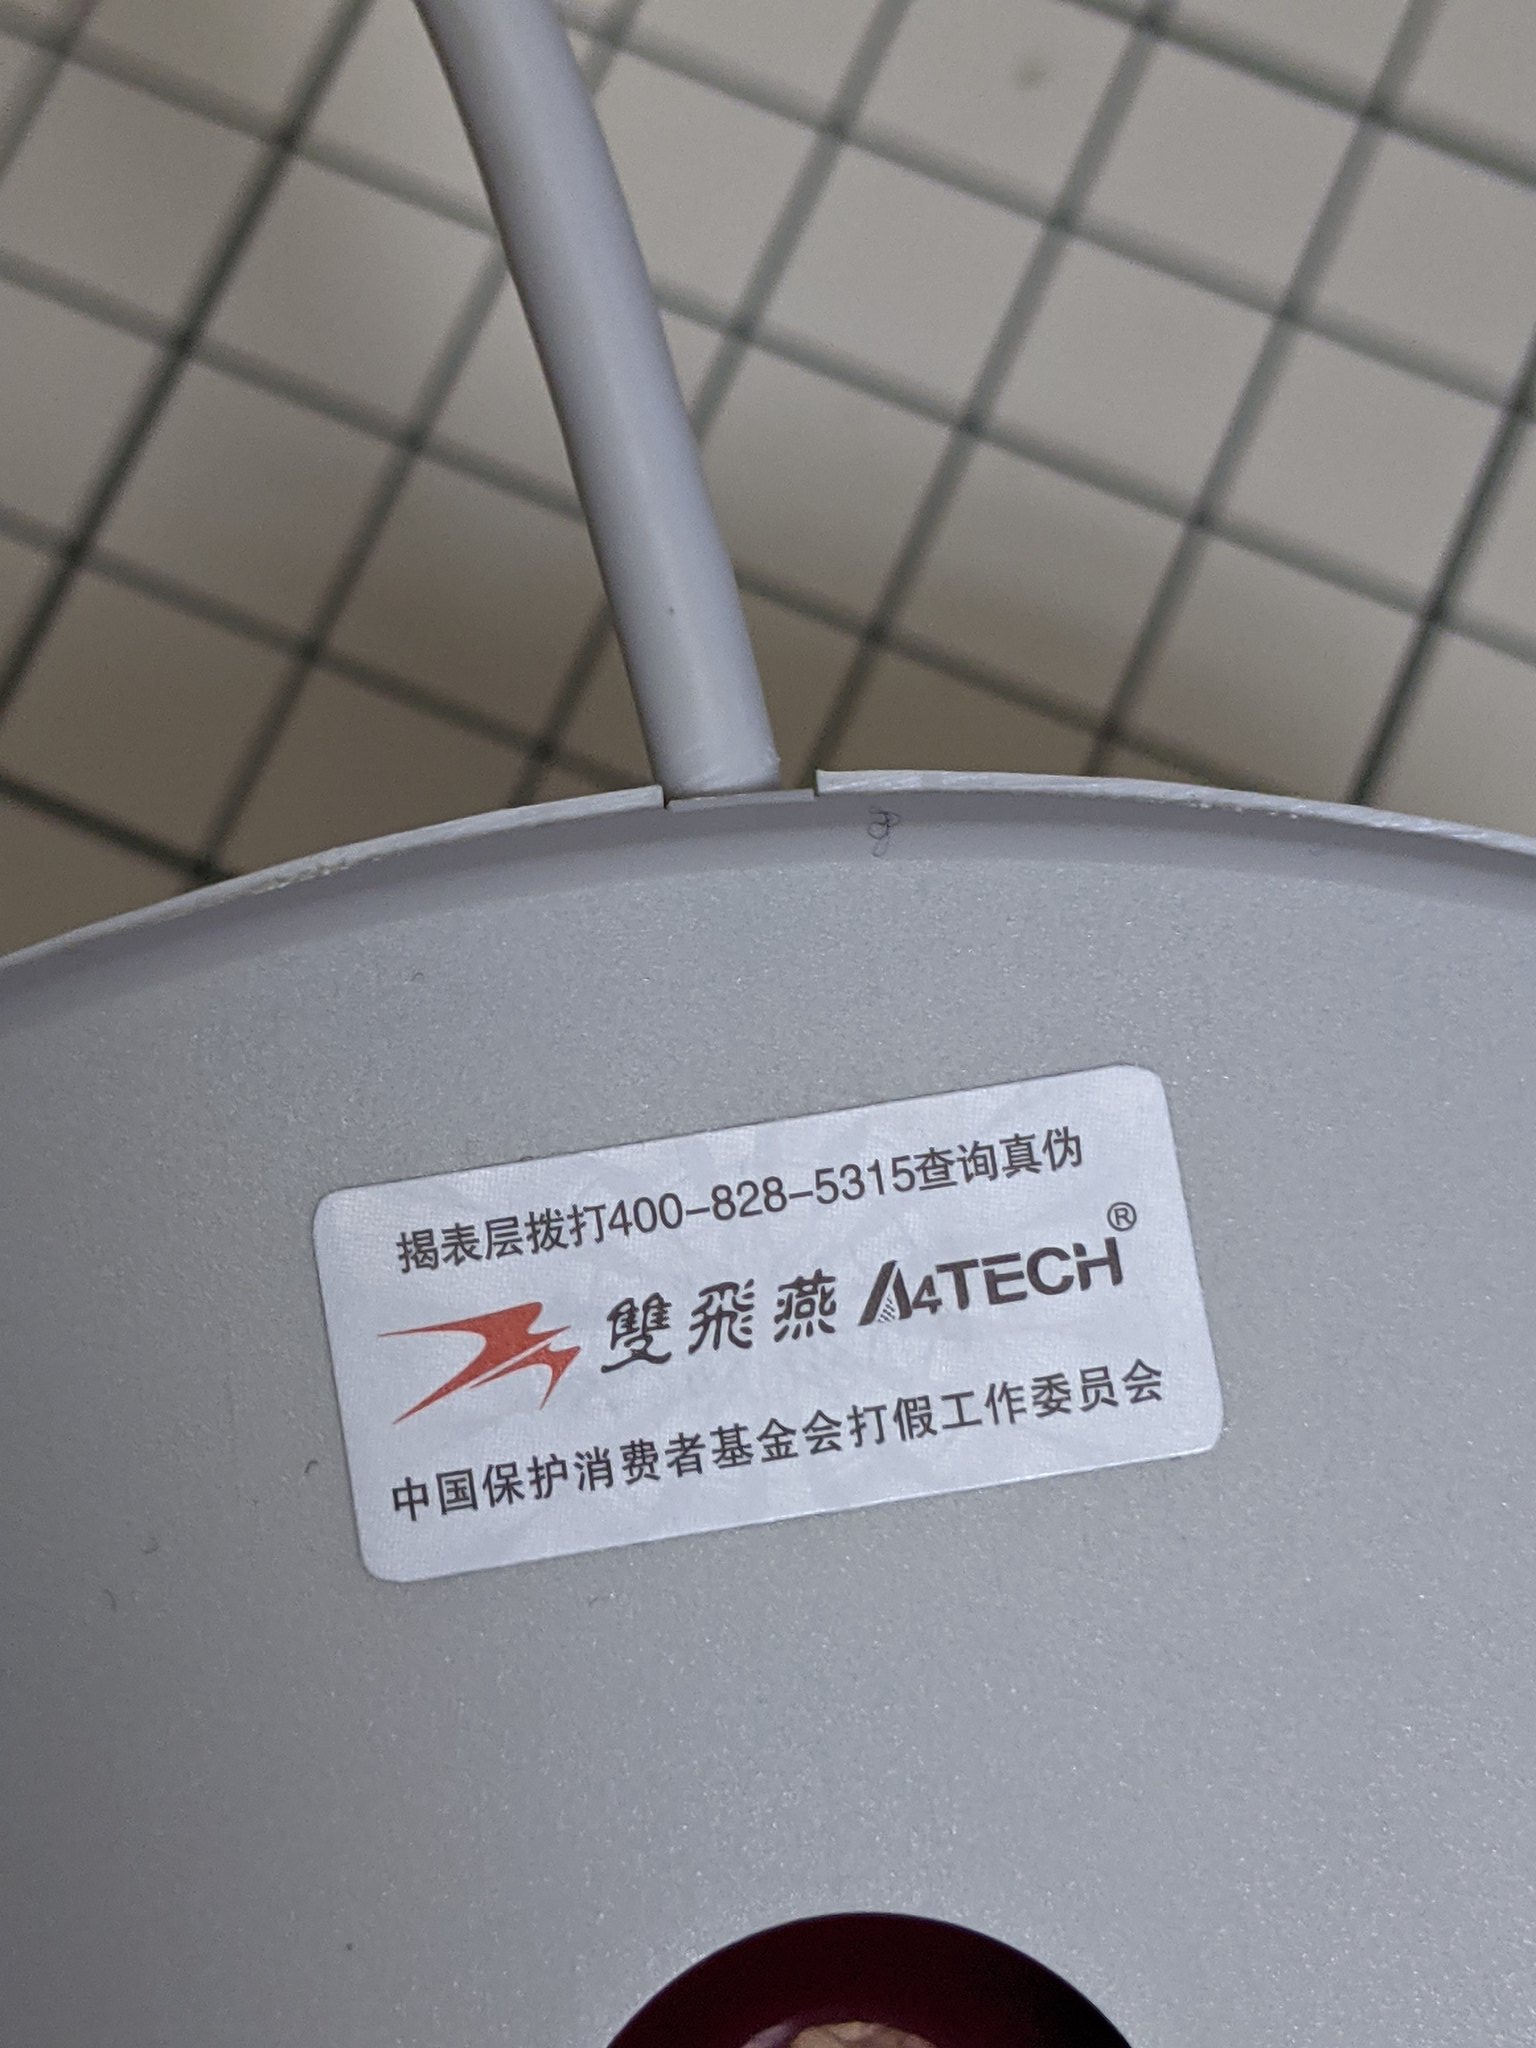 揭表层拨打400-828-5315查询真伪
雙飛燕 A4TECH®
中国保护消费者基金会打假工作委员会